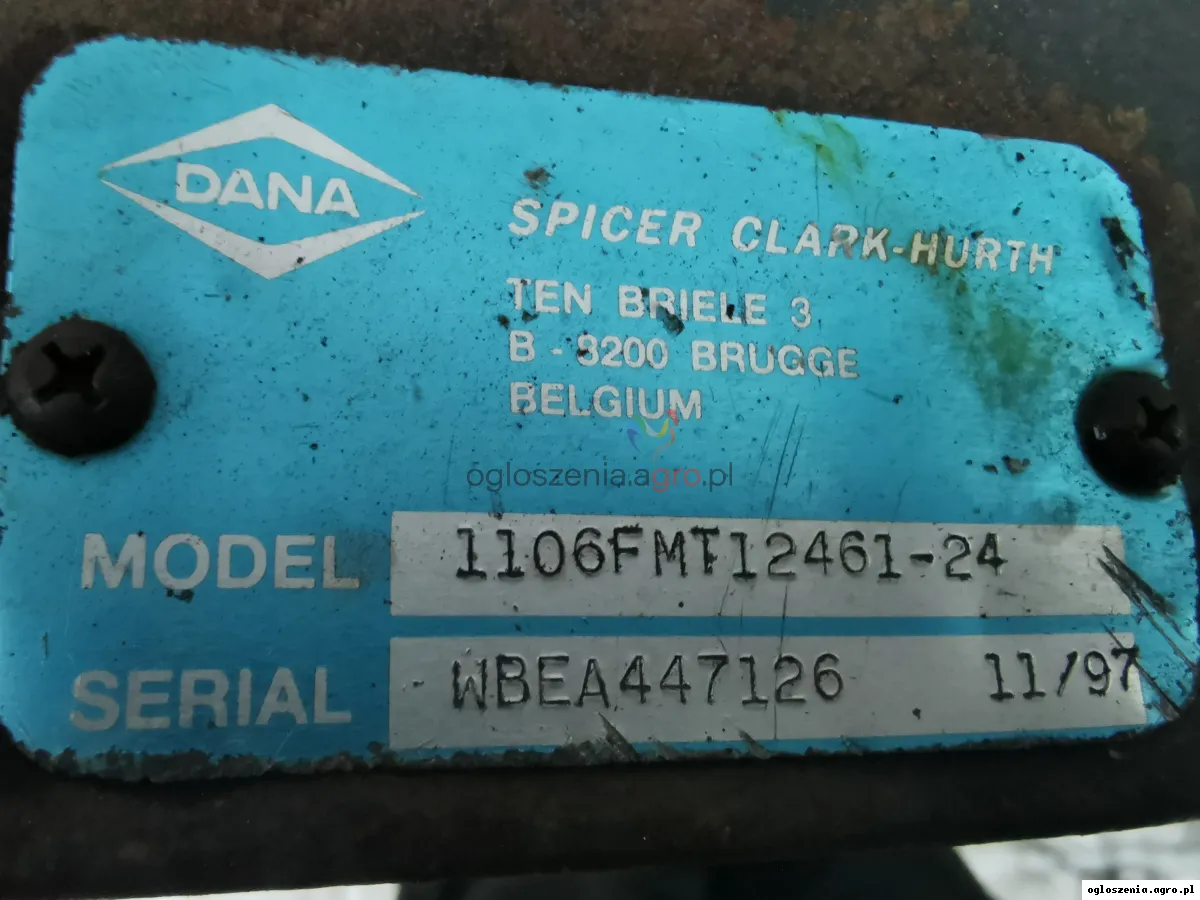 DANA
SPICER CLARK-HURTH
TEN BRIELE 3
B - 8200 BRUGGE
BELGIUM
ogloszenia.agro.pl
MODEL 1106FMT12461-24
SERIAL WBEA447126 11/97
ogloszenia.agro.pl